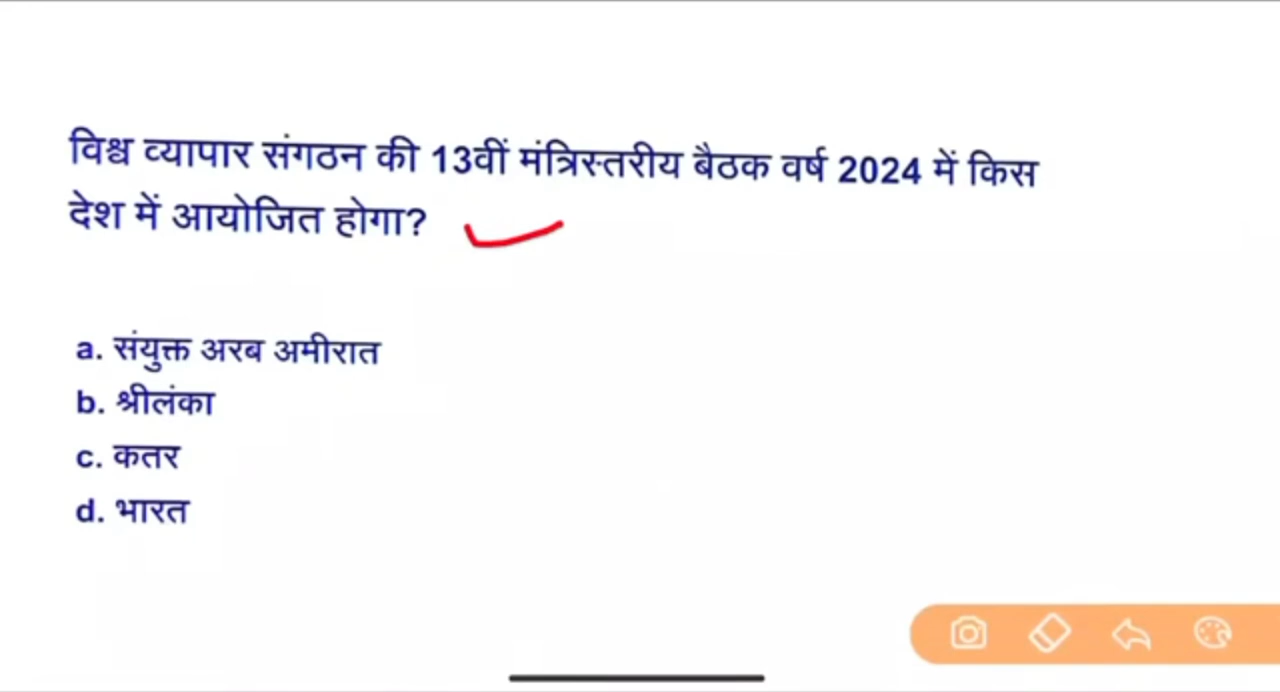 विश्व व्यापार संगठन की 13वीं मंत्रिस्तरीय बैठक वर्ष 2024 में किस
देश में आयोजित होगा?
a. संयुक्त अरब अमीरात
b. श्रीलंका
c. कतर
d. भारत